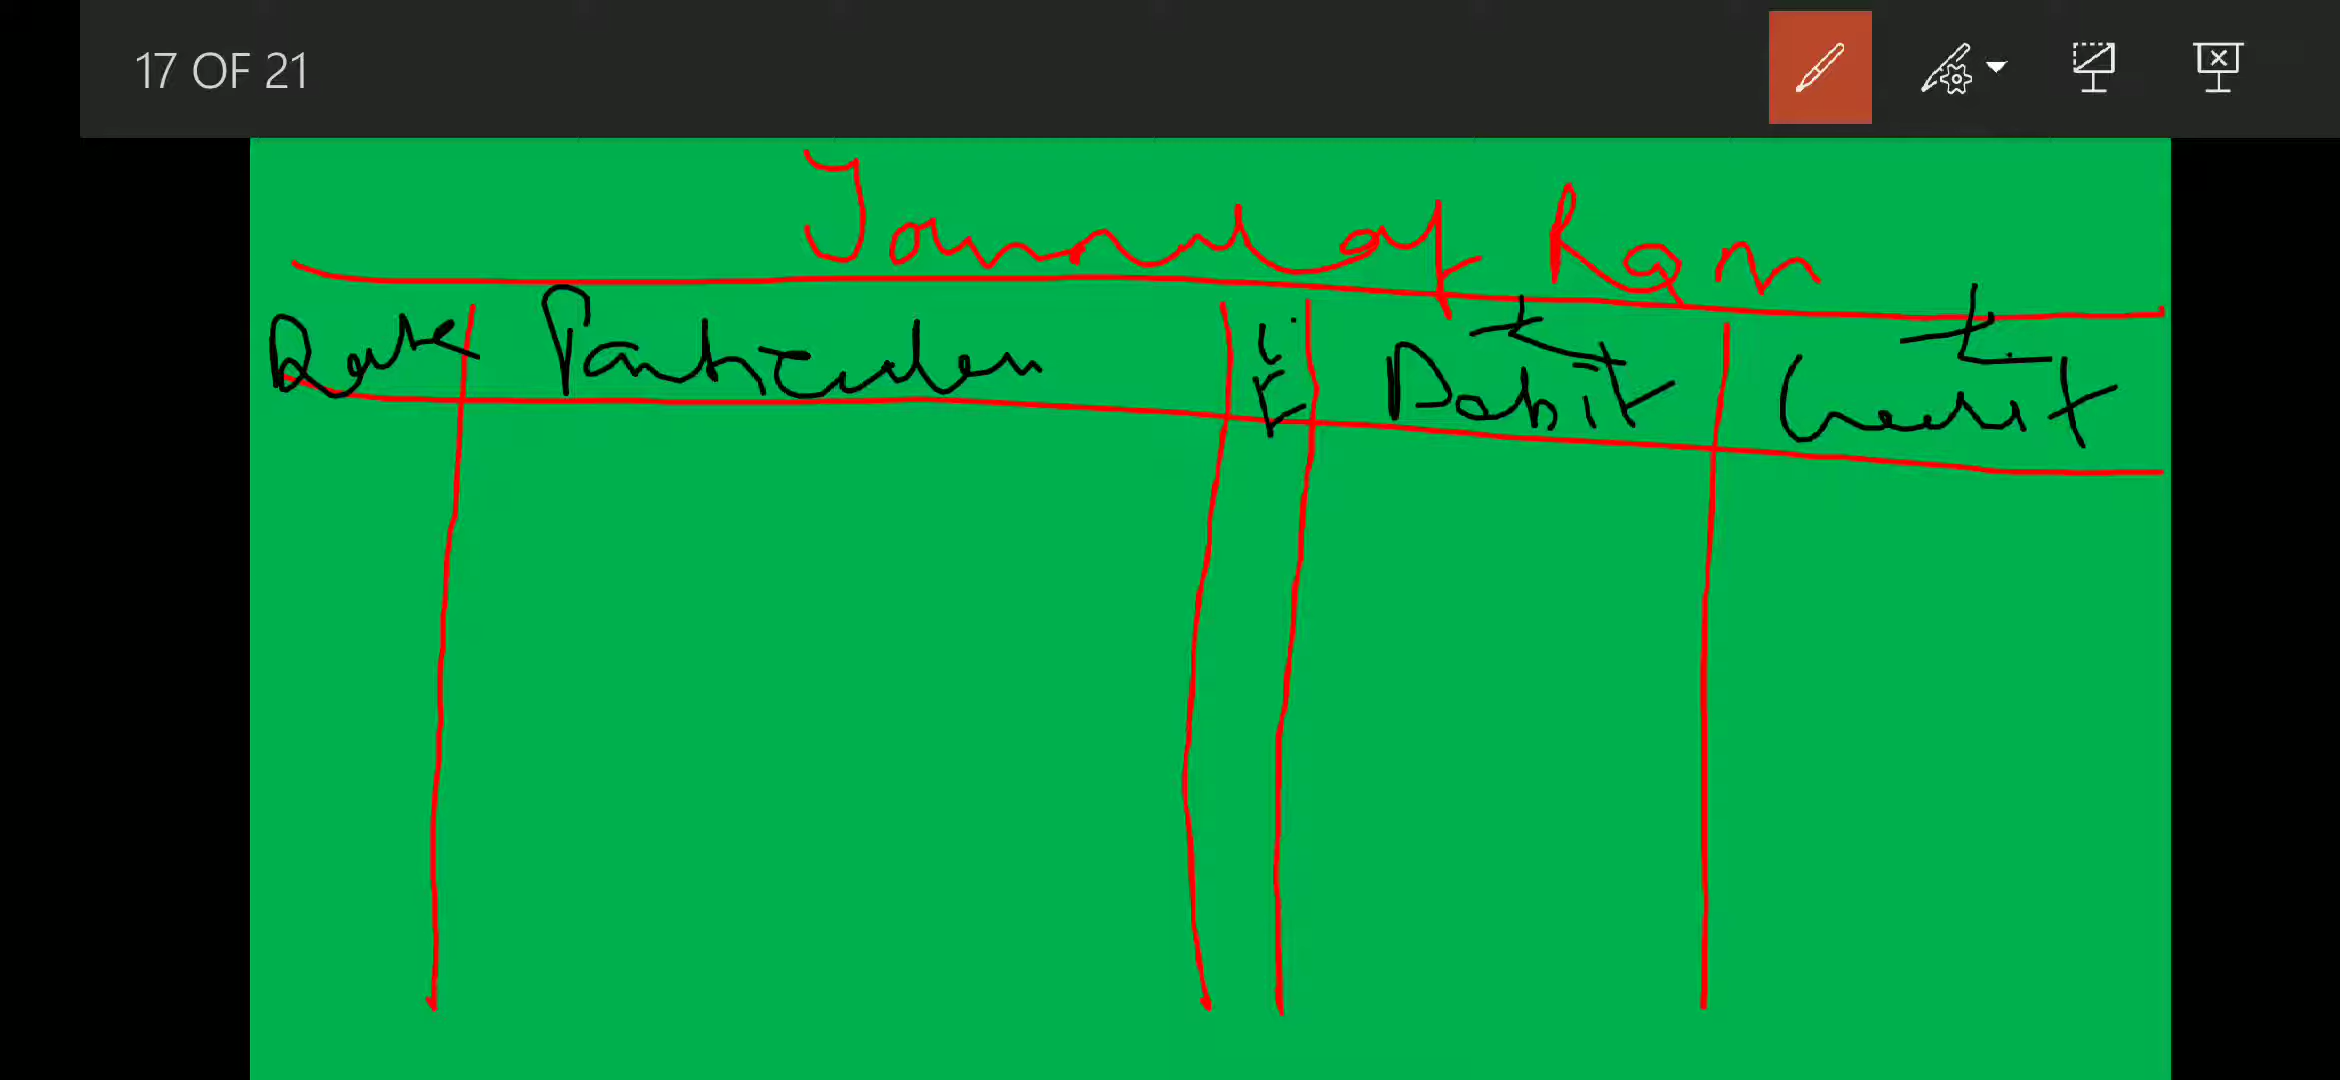 17 OF 21
Journal of Ram
Date Particulars L.F. Debit Credit